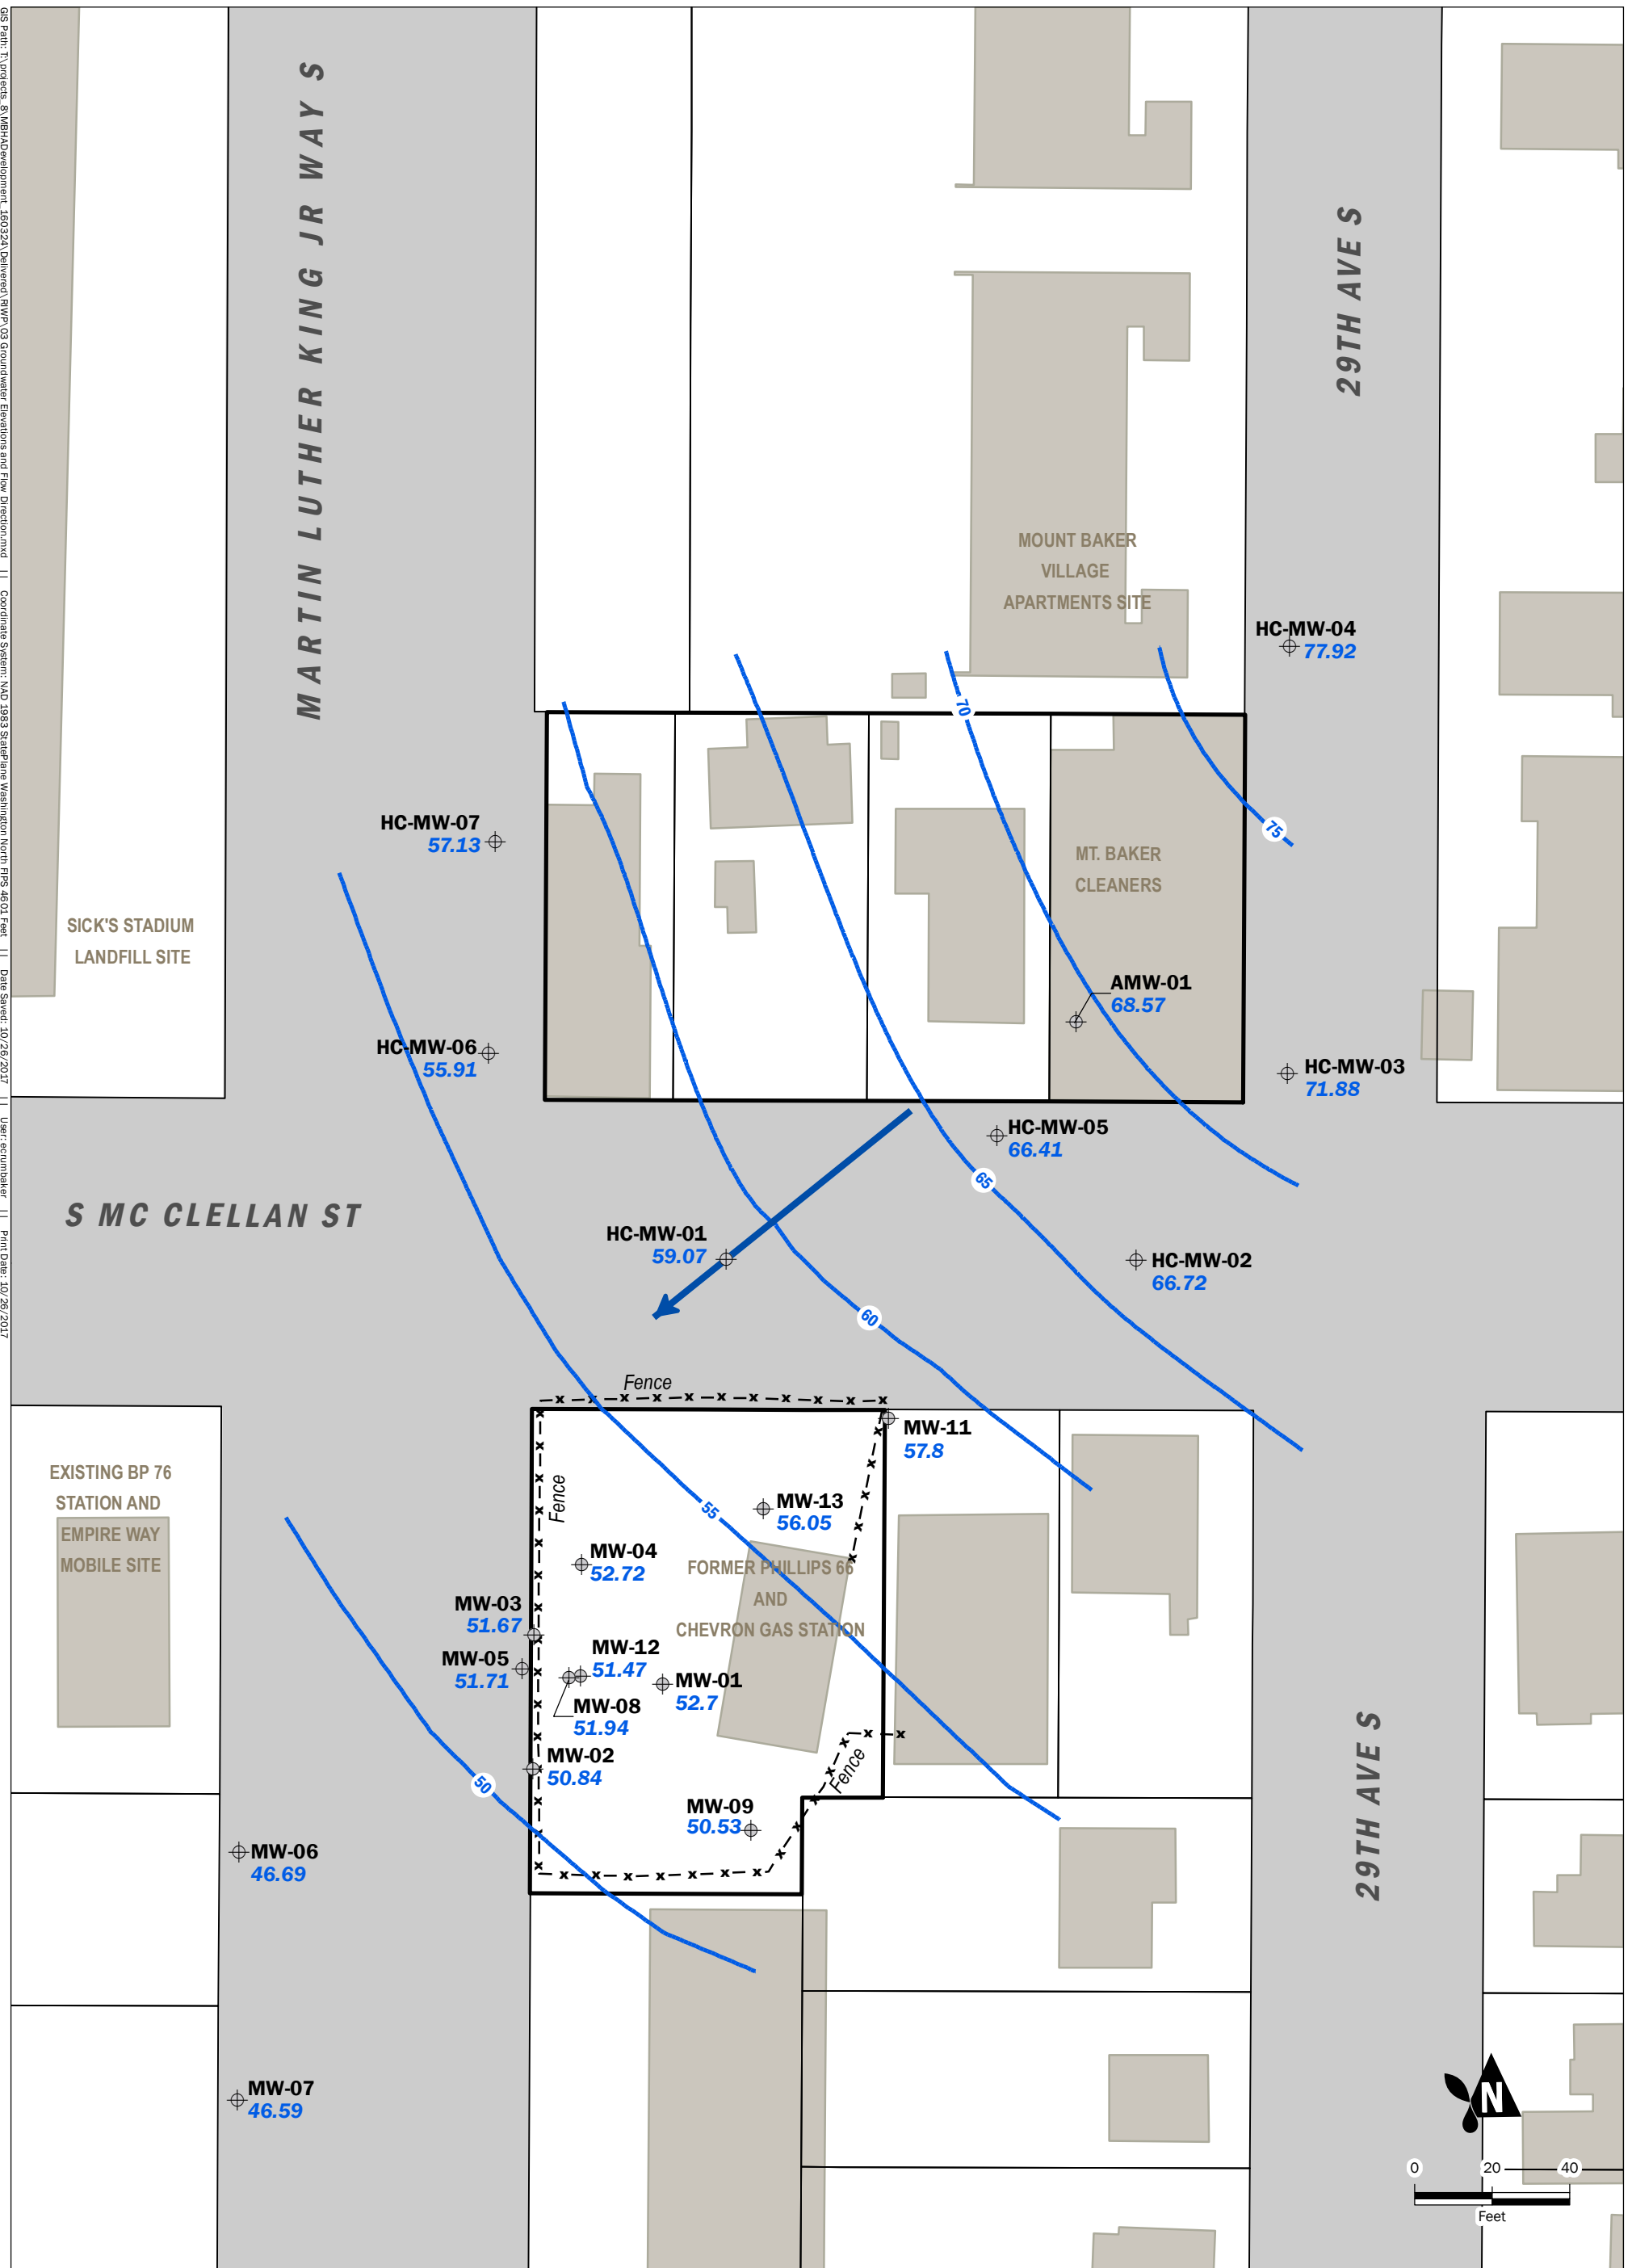 GIS Path: T:\projects_8\MBHADevelopment_160324\Delivered\RIWP\03 Groundwater Elevations and Flow Direction.mxd || Coordinate System: NAD 1983 StatePlane Washington North FIPS 4601 Feet || Date Saved: 10/26/2017 || User: ecrumbaker || Print Date: 10/26/2017
MARTIN LUTHER KING JR WAY S
29TH AVE S
MOUNT BAKER
VILLAGE
APARTMENTS SITE
HC-MW-04
77.92
70
75
HC-MW-07
57.13
MT. BAKER
CLEANERS
SICK'S STADIUM
LANDFILL SITE
AMW-01
68.57
HC-MW-06
55.91
HC-MW-03
71.88
HC-MW-05
66.41
65
S MC CLELLAN ST
HC-MW-01
59.07
HC-MW-02
66.72
60
Fence
MW-11
57.8
EXISTING BP 76
STATION AND
EMPIRE WAY
MOBILE SITE
Fence
55
MW-13
56.05
MW-04
52.72
FORMER PHILLIPS 66
AND
CHEVRON GAS STATION
MW-03
51.67
MW-05
51.71
MW-12
51.47
MW-01
52.7
MW-08
51.94
MW-02
50.84
50
Fence
MW-09
50.53
MW-06
46.69
29TH AVE S
MW-07
46.59
N
0 20 40
Feet